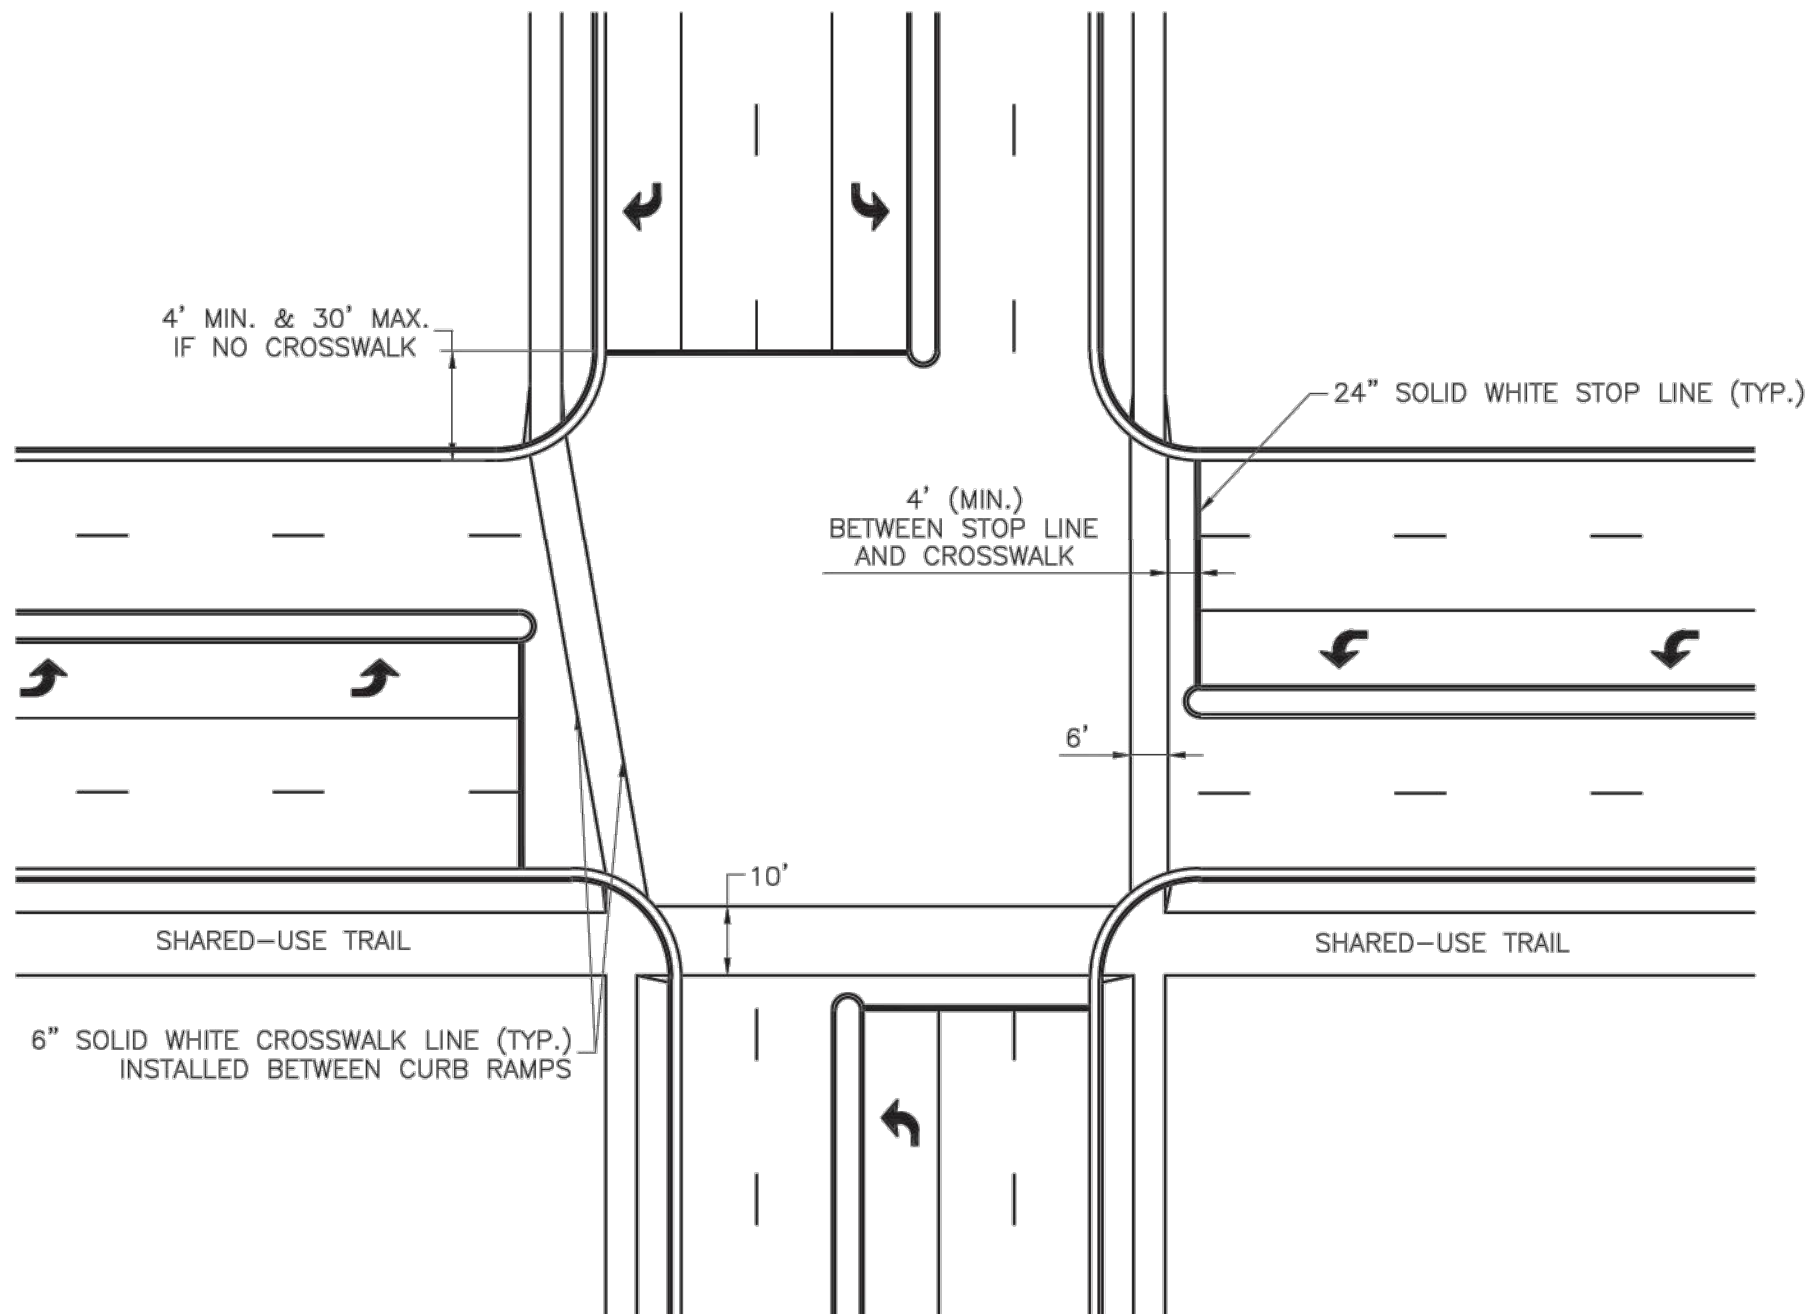 4’ MIN. & 30’ MAX.
IF NO CROSSWALK
24” SOLID WHITE STOP LINE (TYP.)
4’ (MIN.)
BETWEEN STOP LINE
AND CROSSWALK
6’
10’
SHARED–USE TRAIL
SHARED–USE TRAIL
6” SOLID WHITE CROSSWALK LINE (TYP.)
INSTALLED BETWEEN CURB RAMPS